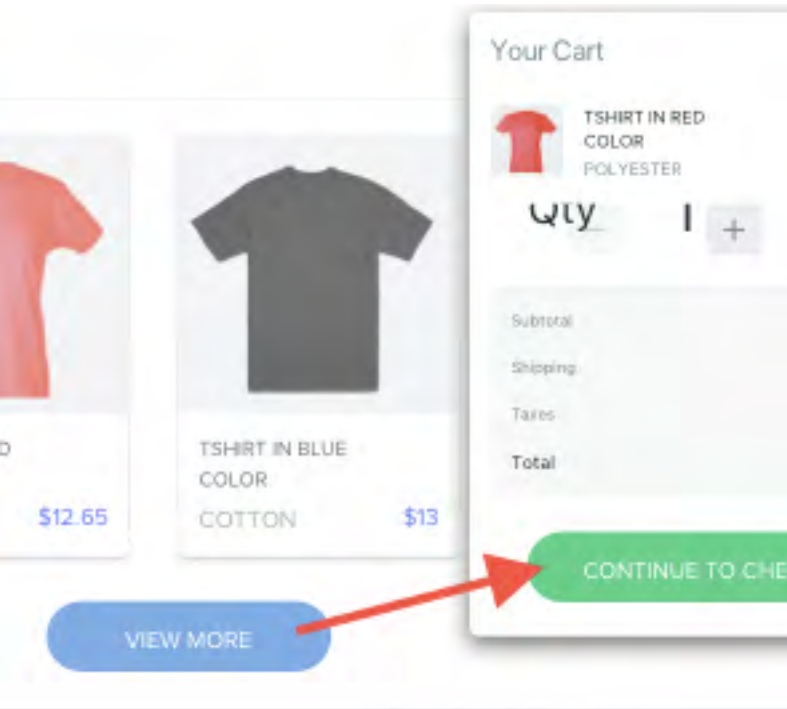 Your Cart
TSHIRT IN RED
COLOR
POLYESTER
Qty 1 +
Subtotal
Shipping
Taxes
Total
CONTINUE TO CHE
D
$12.65
TSHIRT IN BLUE
COLOR
COTTON $13
VIEW MORE